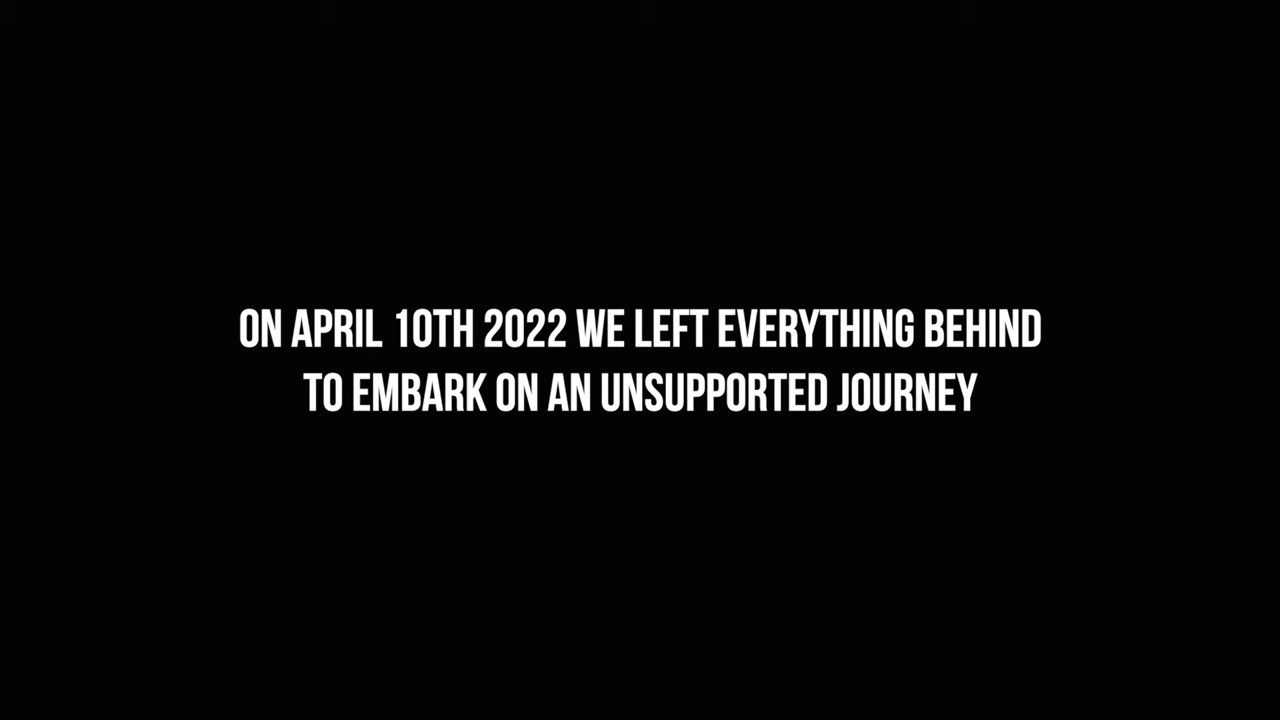 ON APRIL 10TH 2022 WE LEFT EVERYTHING BEHIND
TO EMBARK ON AN UNSUPPORTED JOURNEY